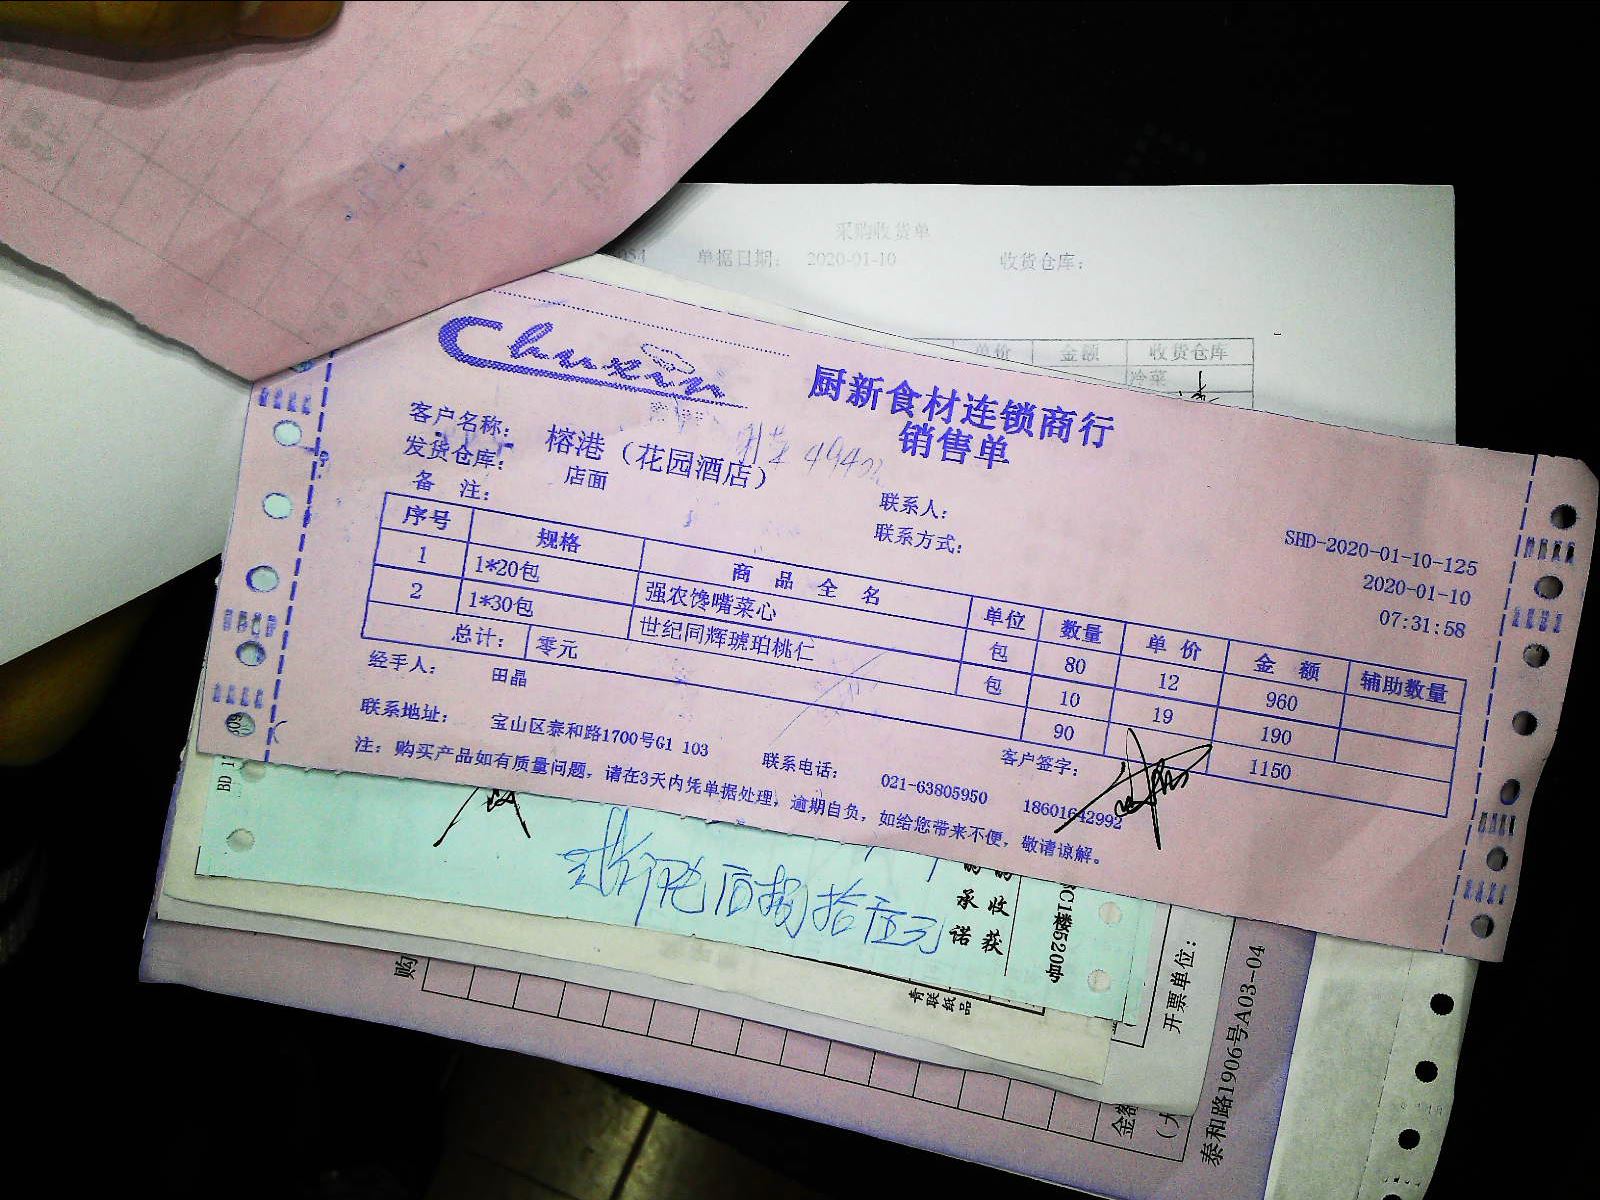 采购收货单
单据日期: 2020-01-10 收货仓库:
单价 金额 收货仓库
冷菜
Chuxin
厨新食材连锁商行
销售单
客户名称: 榕港（花园酒店）
发货仓库: 店面
备 注:
联系人:
联系方式:
SHD-2020-01-10-125
2020-01-10
07:31:58
序号 规格 商 品 全 名 单位 数量 单 价 金 额 辅助数量
1 1*20包 强农馋嘴菜心 包 80 12 960
2 1*30包 世纪同辉琥珀桃仁 包 10 19 190
总计: 零元 90 1150
经手人: 田晶
联系地址: 宝山区泰和路1700号G1 103 联系电话: 021-63805950 18601642992
客户签字:
注: 购买产品如有质量问题, 请在3天内凭单据处理, 逾期自负, 如给您带来不便, 敬请谅解。
承诺
收获
青联纸品
开票单位:
泰和路1906号A03-04
购